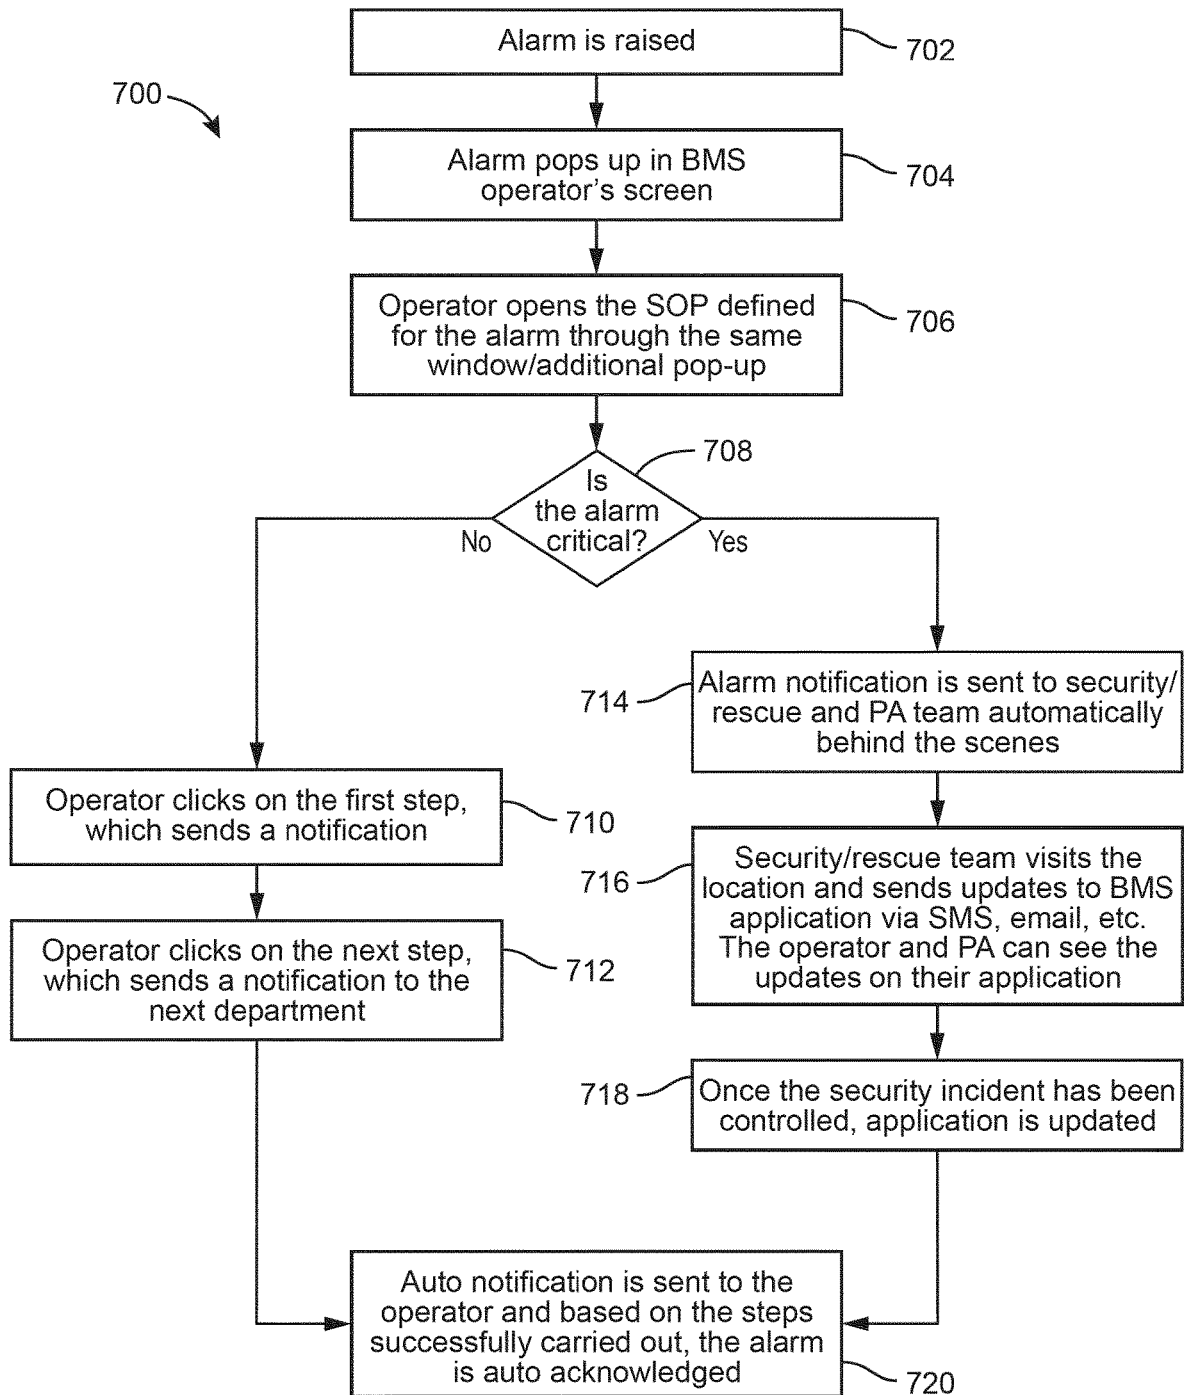 Alarm is raised
702
700
Alarm pops up in BMS
operator's screen
704
Operator opens the SOP defined
for the alarm through the same
window/additional pop-up
706
708
Is
the alarm
critical?
No
Yes
714
Alarm notification is sent to security/
rescue and PA team automatically
behind the scenes
Operator clicks on the first step,
which sends a notification
710
716
Security/rescue team visits the
location and sends updates to BMS
application via SMS, email, etc.
The operator and PA can see the
updates on their application
Operator clicks on the next step,
which sends a notification to the
next department
712
718
Once the security incident has been
controlled, application is updated
Auto notification is sent to the
operator and based on the steps
successfully carried out, the alarm
is auto acknowledged
720